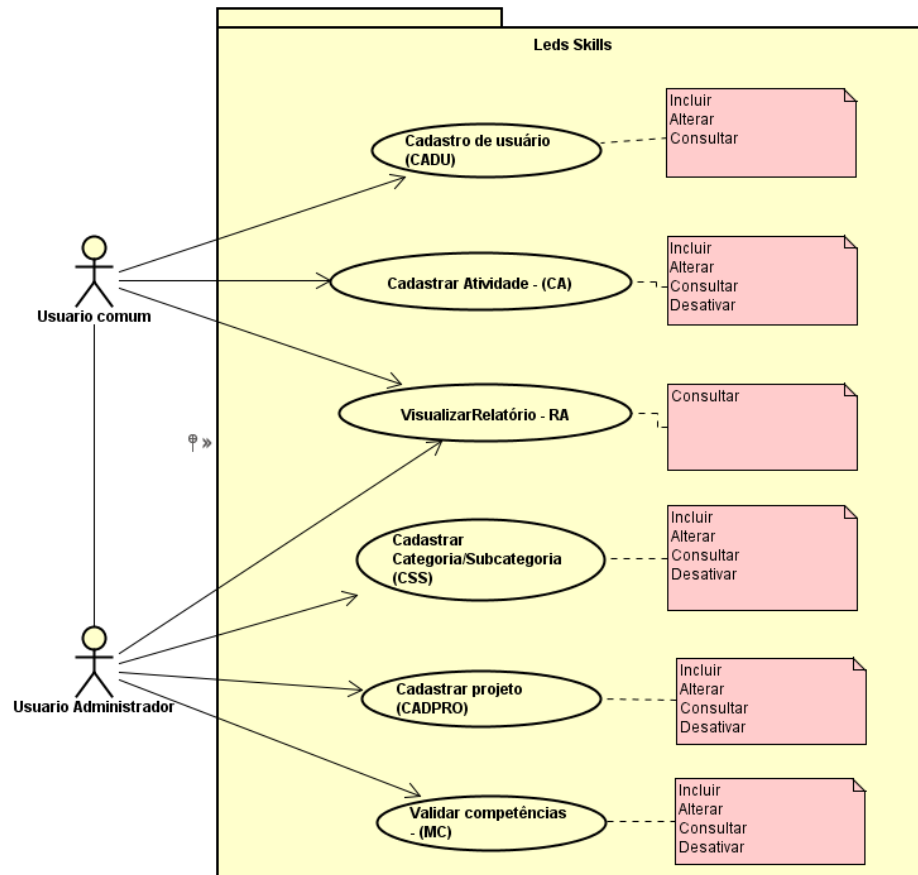 Leds Skills
Cadastro de usuário
(CADU)
Incluir
Alterar
Consultar
Usuario comum
Cadastrar Atividade - (CA)
Incluir
Alterar
Consultar
Desativar
VisualizarRelatório - RA
Consultar
Cadastrar
Categoria/Subcategoria
(CSS)
Incluir
Alterar
Consultar
Desativar
Usuario Administrador
Cadastrar projeto
(CADPRO)
Incluir
Alterar
Consultar
Desativar
Validar competências
- (MC)
Incluir
Alterar
Consultar
Desativar